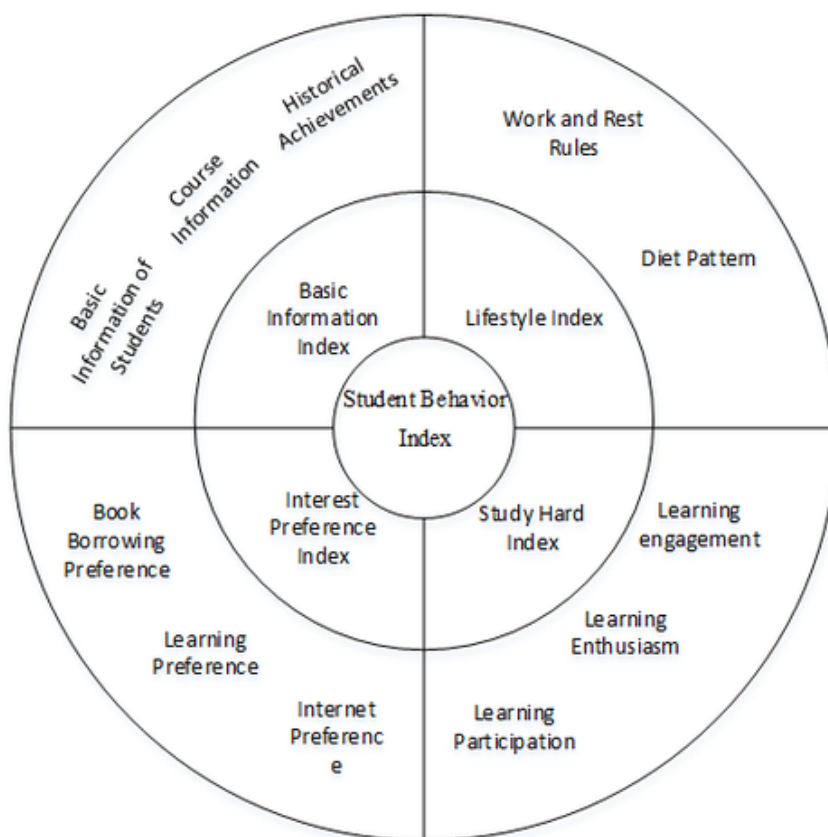 Historical
Achievements
Course
Information
Basic
Information of
Students
Work and Rest
Rules
Diet Pattern
Basic
Information
Index
Lifestyle Index
Student Behavior
Index
Interest
Preference
Index
Study Hard
Index
Book
Borrowing
Preference
Learning
Preference
Internet
Preferenc
e
Learning
engagement
Learning
Enthusiasm
Learning
Participation